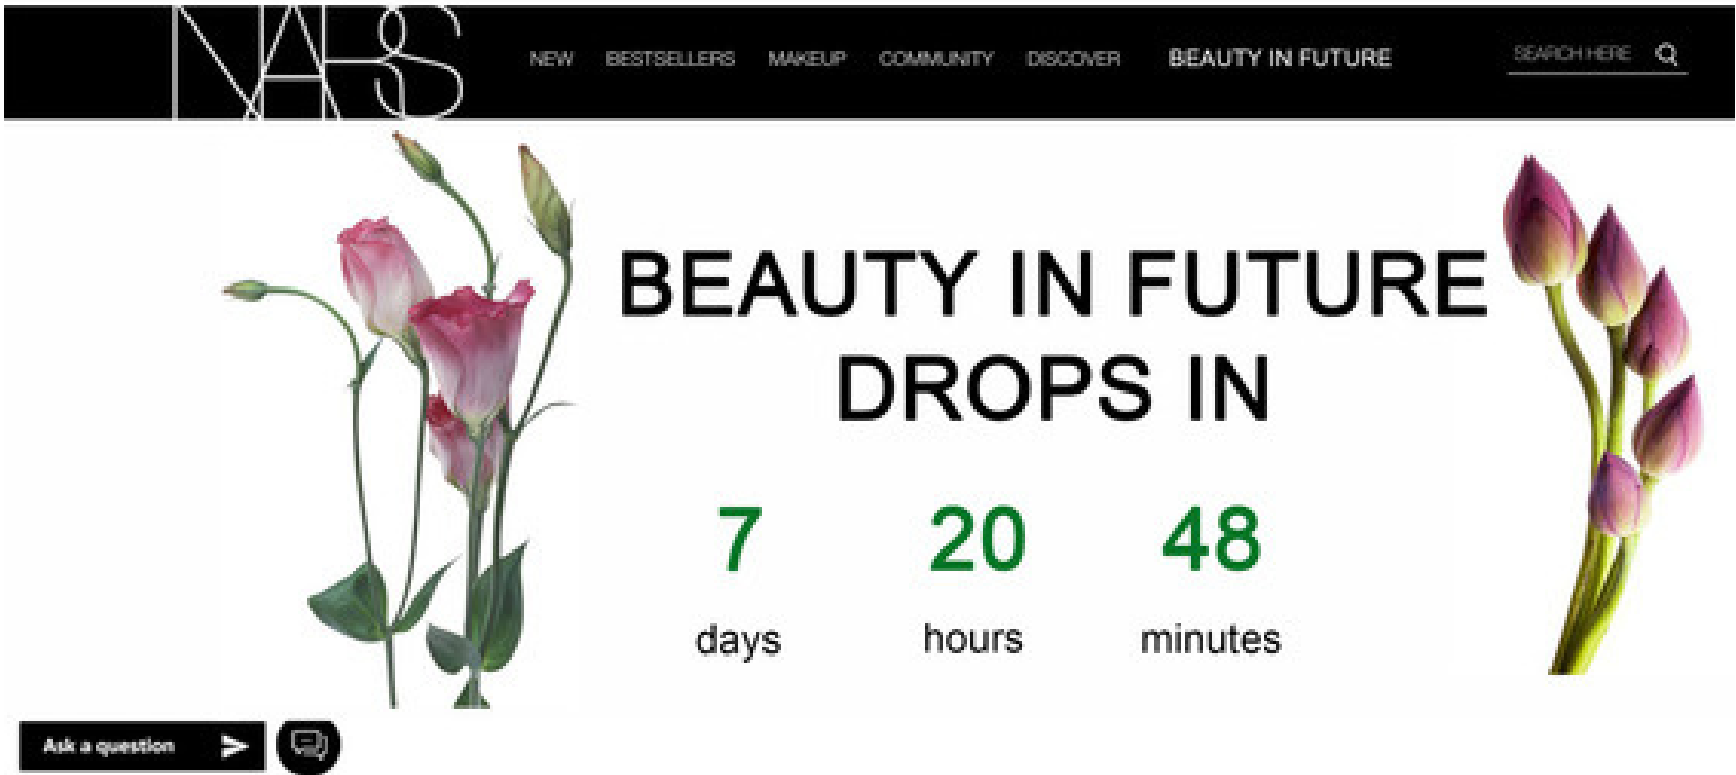 NARS
NEW BESTSELLERS MAKEUP COMMUNITY DISCOVER BEAUTY IN FUTURE SEARCH HERE
BEAUTY IN FUTURE
DROPS IN
7 20 48
days hours minutes
Ask a question